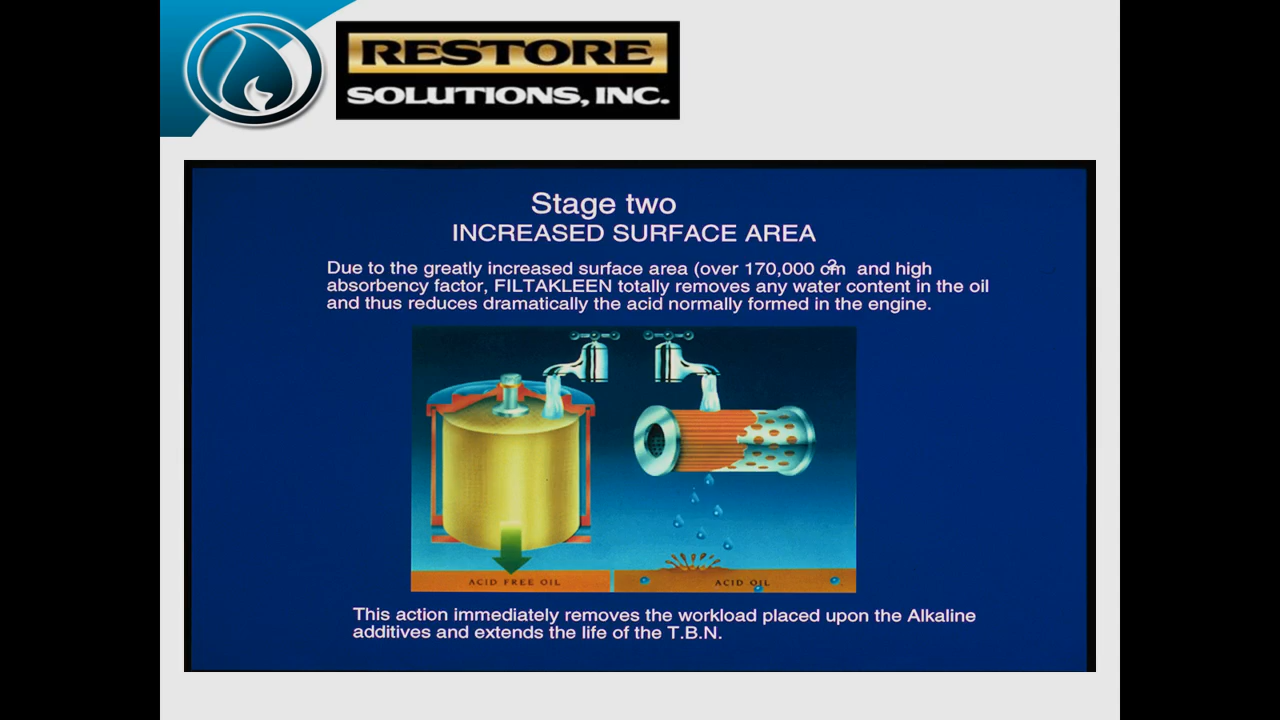 RESTORE
SOLUTIONS, INC.
Stage two
INCREASED SURFACE AREA
Due to the greatly increased surface area (over 170,000 cm² and high
absorbency factor, FILTAKLEEN totally removes any water content in the oil
and thus reduces dramatically the acid normally formed in the engine.
ACID FREE OIL
ACID OIL
This action immediately removes the workload placed upon the Alkaline
additives and extends the life of the T.B.N.